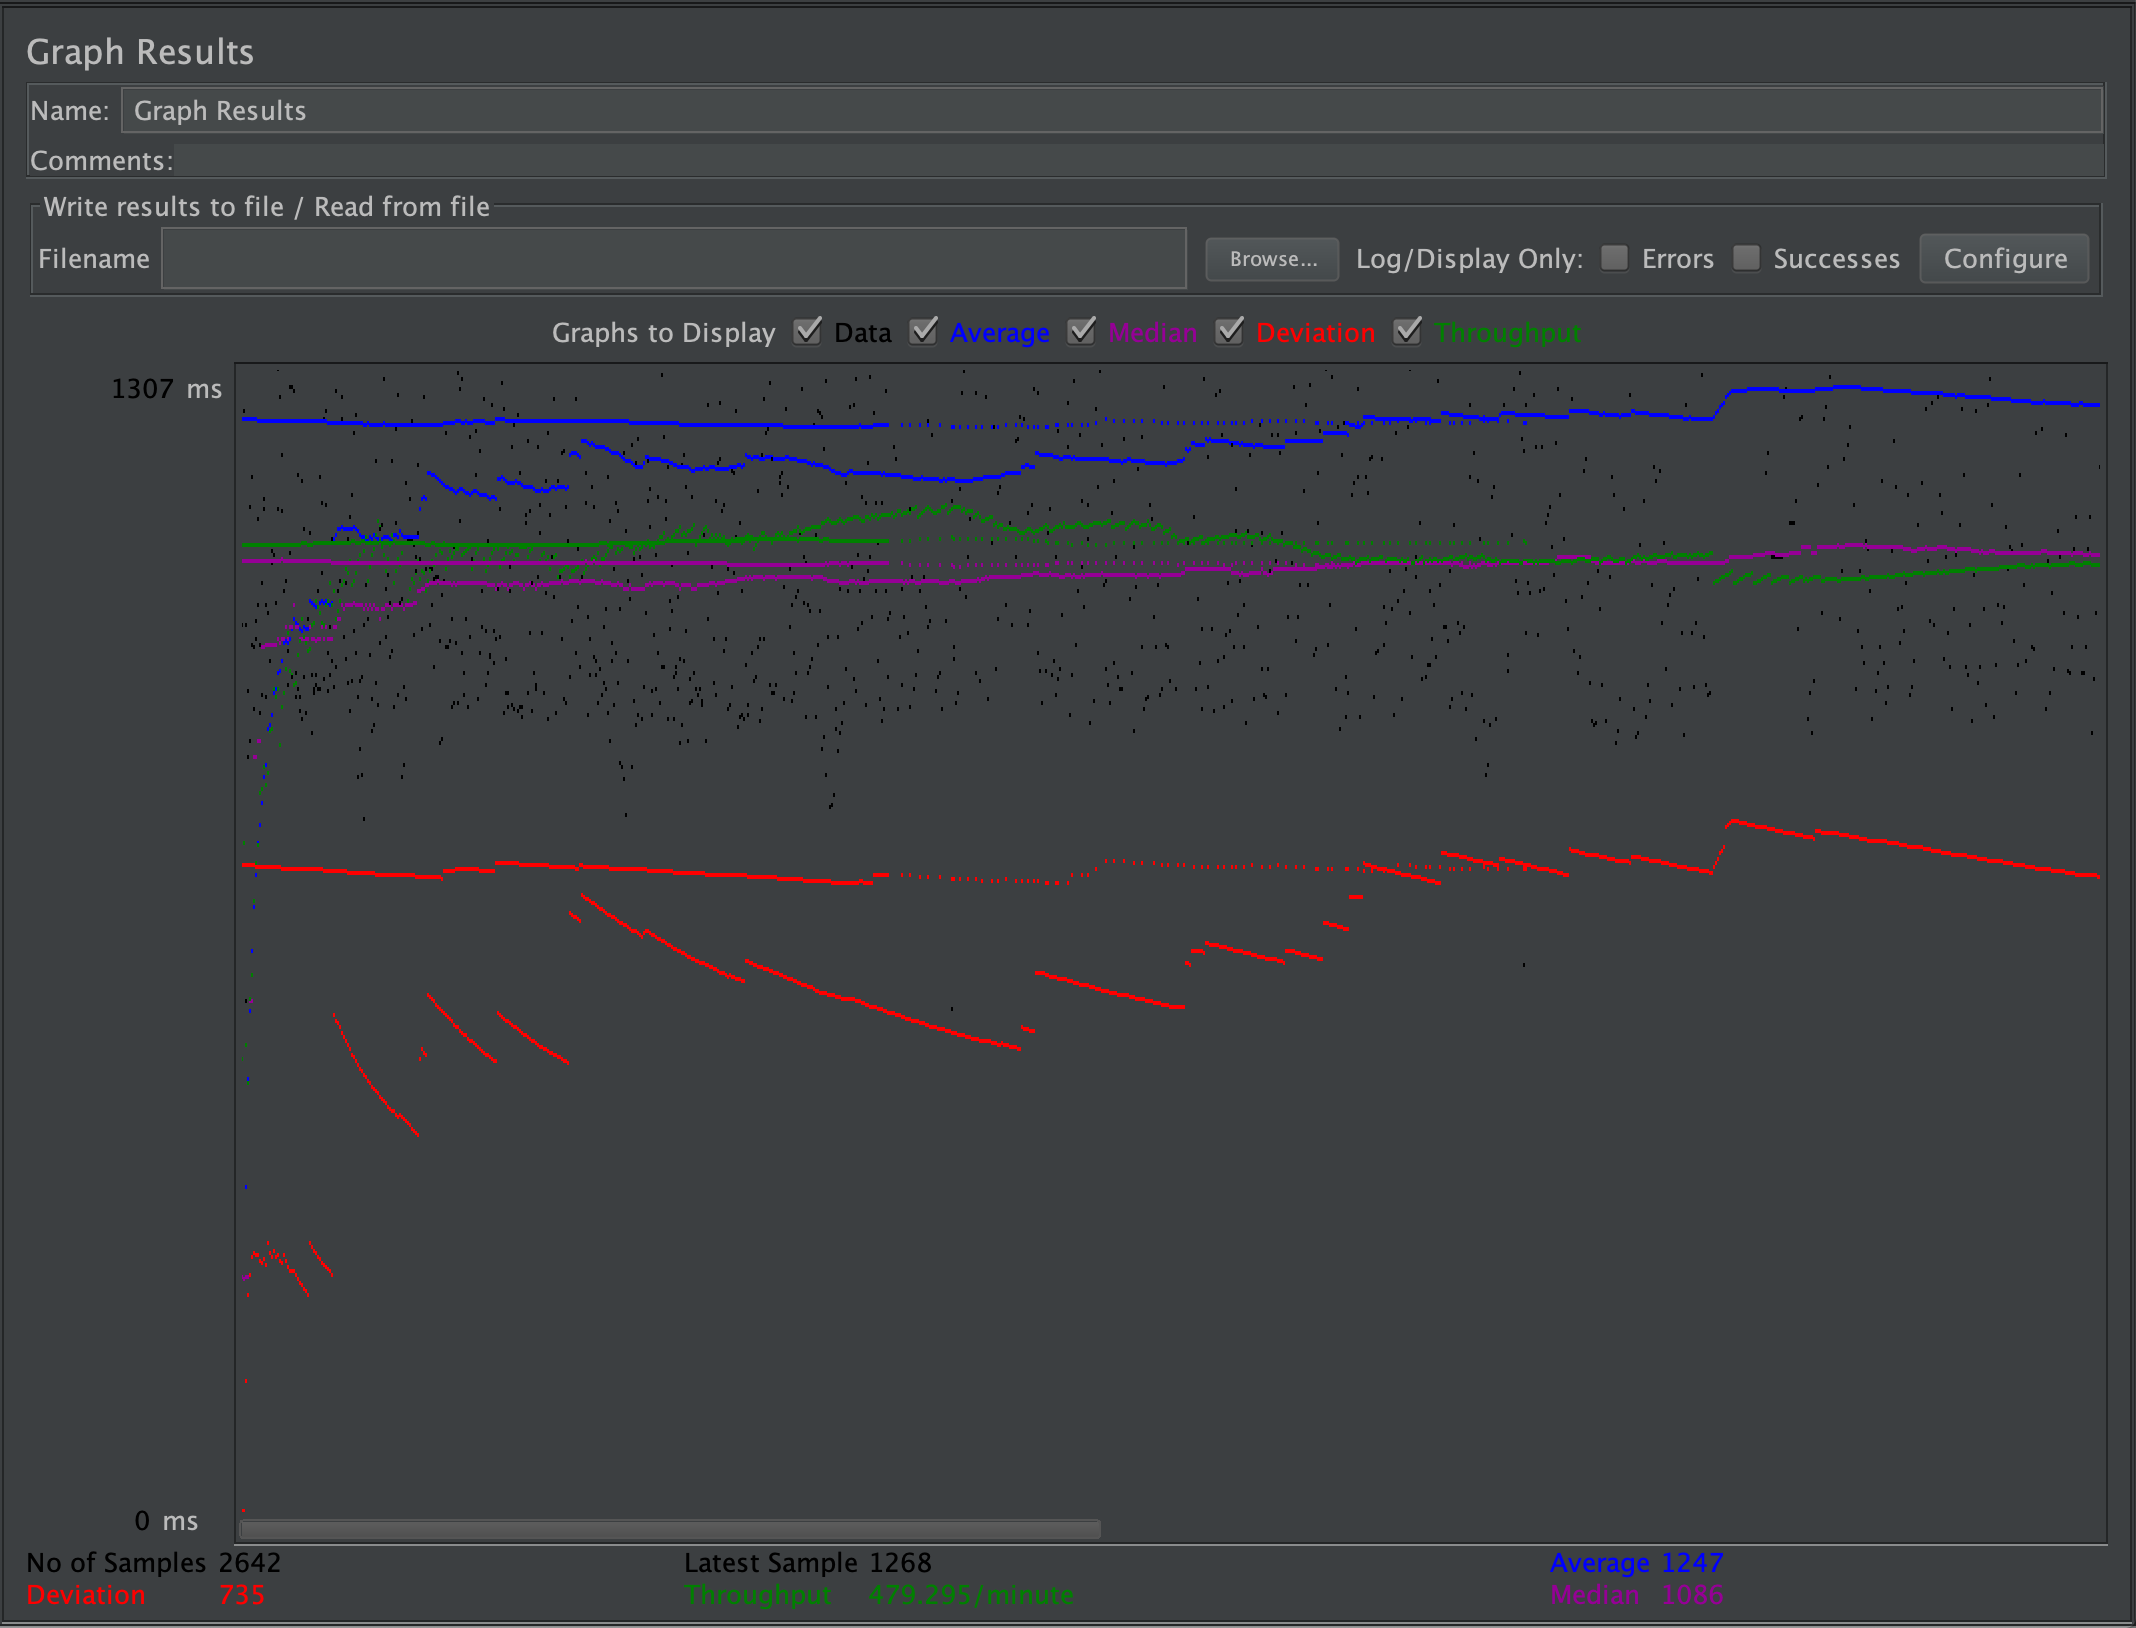 Graph Results
Name: Graph Results
Comments:
Write results to file / Read from file
Filename Browse... Log/Display Only: Errors Successes Configure
Graphs to Display Data Average Median Deviation Throughput
1307 ms
0 ms
No of Samples 2642 Latest Sample 1268 Average 1247
Deviation 735 Throughput 479.295/minute Median 1086